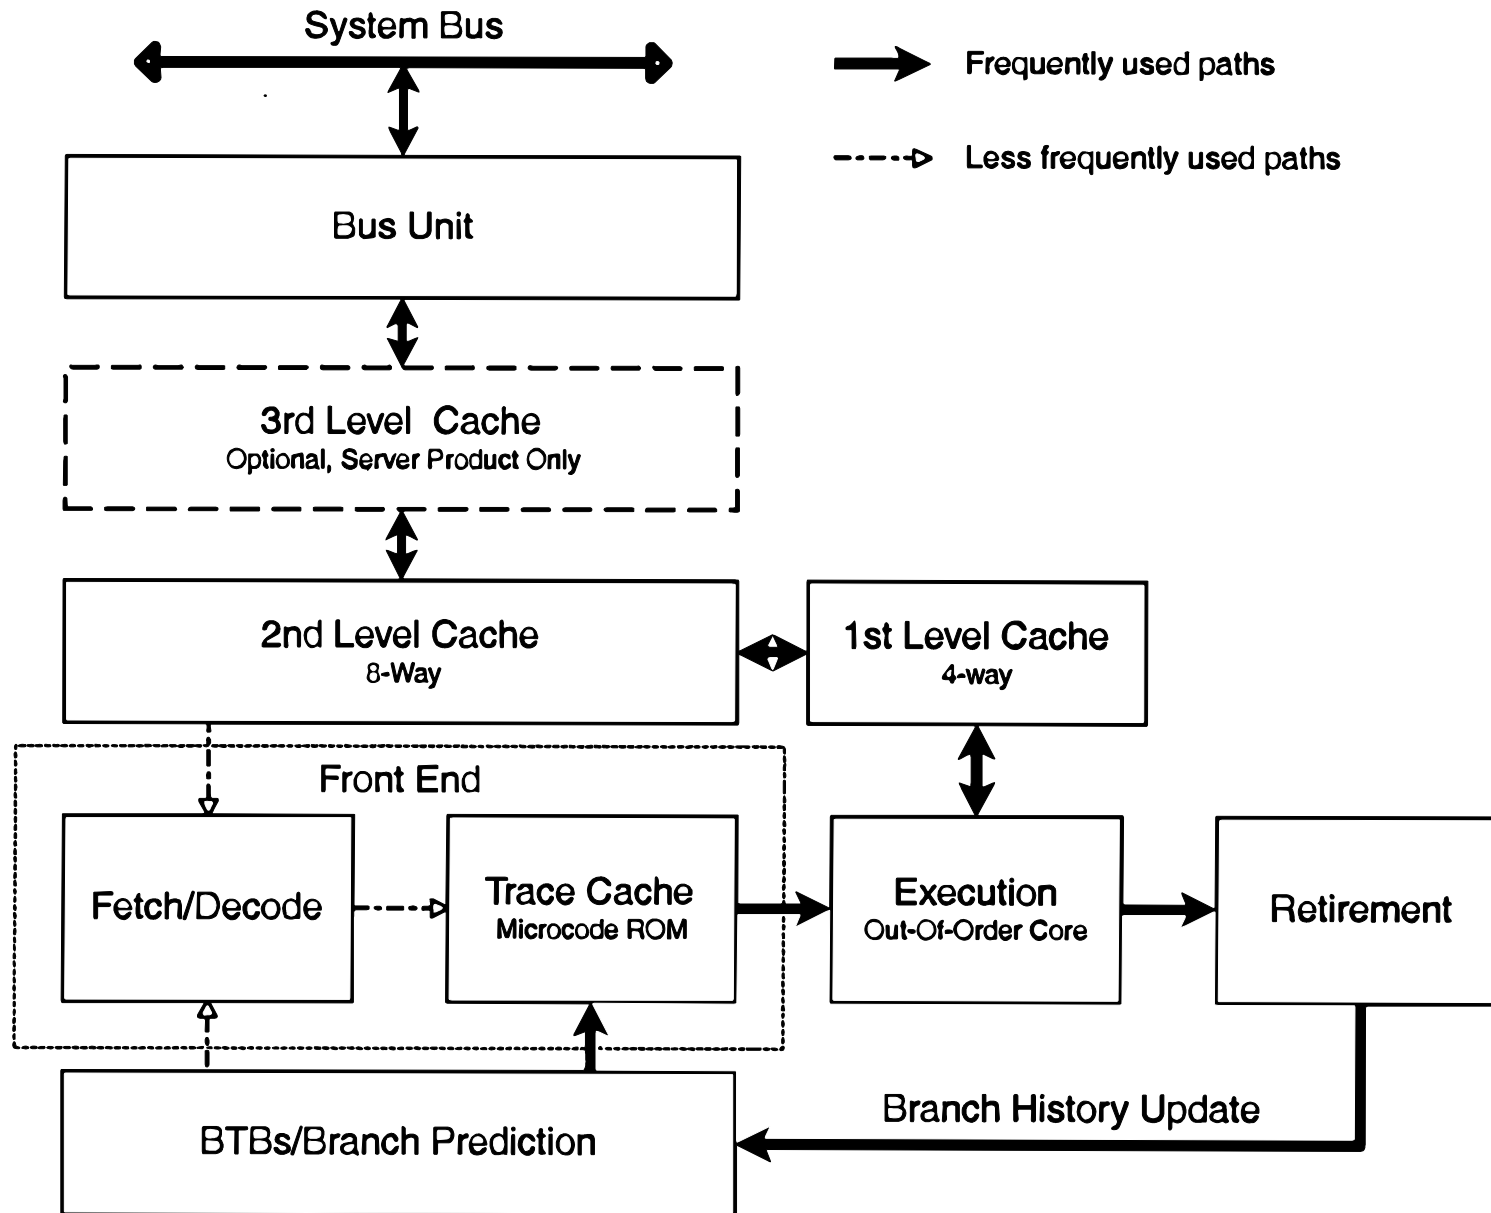 System Bus
Frequently used paths
Less frequently used paths
Bus Unit
3rd Level Cache
Optional, Server Product Only
2nd Level Cache
8-Way
1st Level Cache
4-way
Front End
Fetch/Decode
Trace Cache
Microcode ROM
Execution
Out-Of-Order Core
Retirement
Branch History Update
BTBs/Branch Prediction